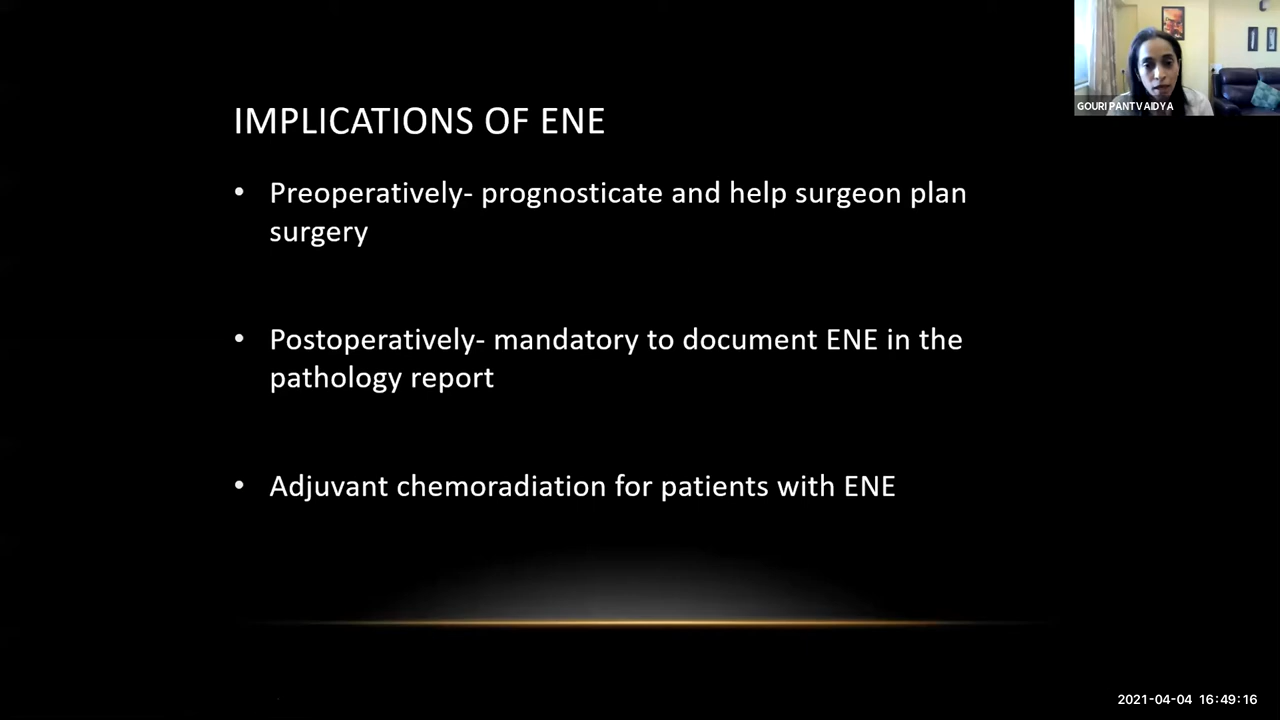 GOURI PANTVAIDYA
IMPLICATIONS OF ENE
• Preoperatively- prognosticate and help surgeon plan
surgery
• Postoperatively- mandatory to document ENE in the
pathology report
• Adjuvant chemoradiation for patients with ENE
2021-04-04 16:49:16